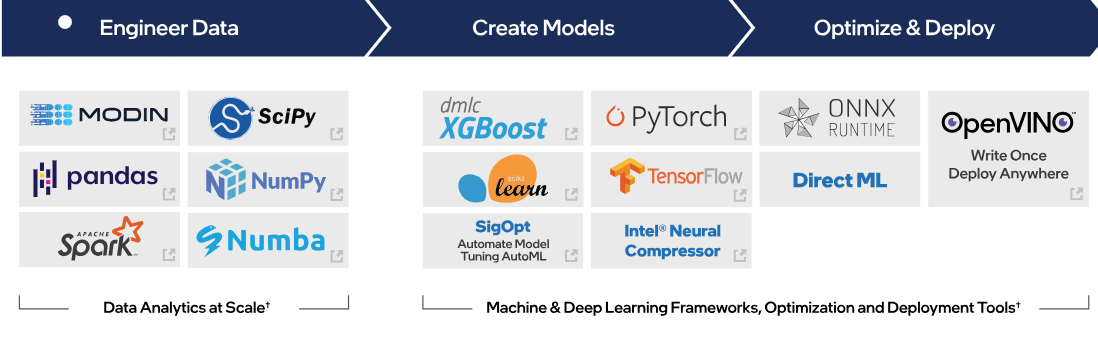 Engineer Data
Create Models
Optimize & Deploy
MODIN
SciPy
pandas
NumPy
APACHE
Spark™
Numba
Data Analytics at Scale†
dmlc
XGBoost
PyTorch
ONNX
RUNTIME
OpenVINO™
Write Once
Deploy Anywhere
scikit
learn
TensorFlow
Direct ML
SigOpt
Automate Model
Tuning AutoML
Intel® Neural
Compressor
Machine & Deep Learning Frameworks, Optimization and Deployment Tools†